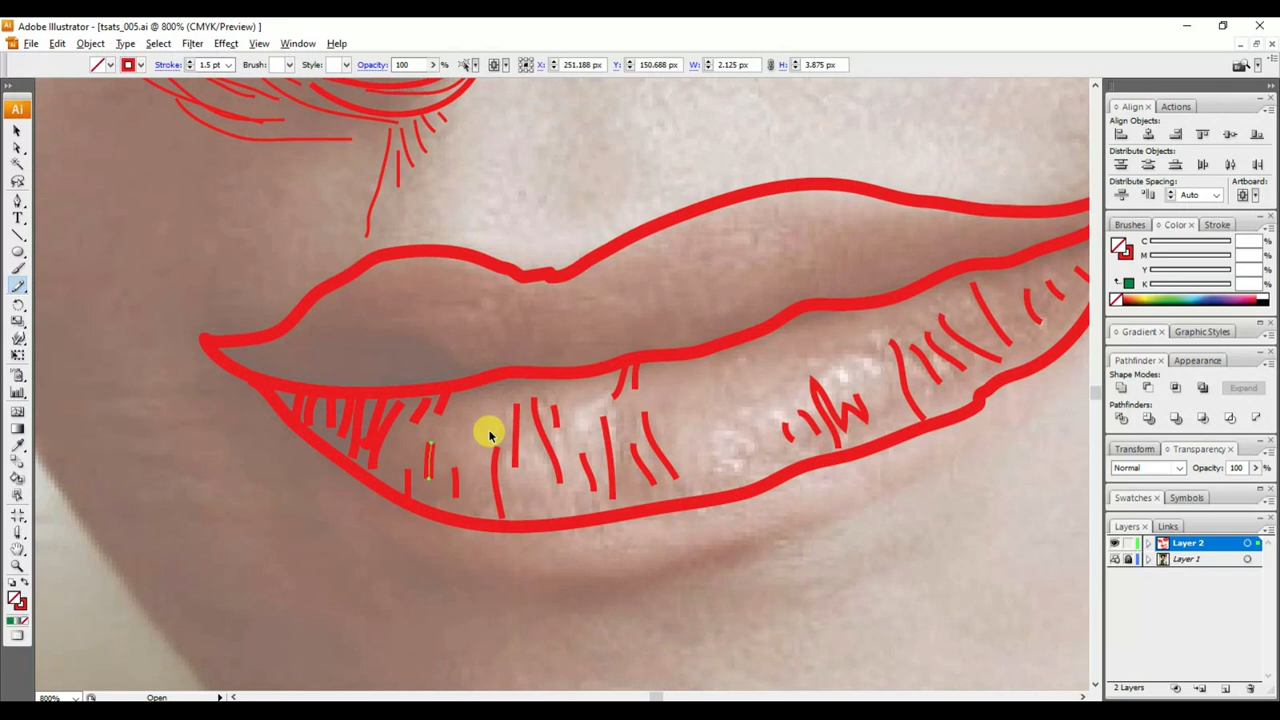 Adobe Illustrator - [tsats_005.ai @ 800% (CMYK/Preview) ]
File Edit Object Type Select Filter Effect View Window Help
Stroke: 1.5 pt Brush: Style: Opacity: 100 % X: 251.188 px Y: 150.688 px W: 2.125 px H: 3.875 px
Ai
Align Actions
Align Objects:
Distribute Objects:
Distribute Spacing: Artboard:
Auto
Brushes Color Stroke
C %
M %
Y %
K %
Gradient Graphic Styles
Pathfinder Appearance
Shape Modes:
Expand
Pathfinders:
Transform Transparency
Normal Opacity: 100 %
Swatches Symbols
Layers Links
Layer 2
Layer 1
2 Layers
800% Open